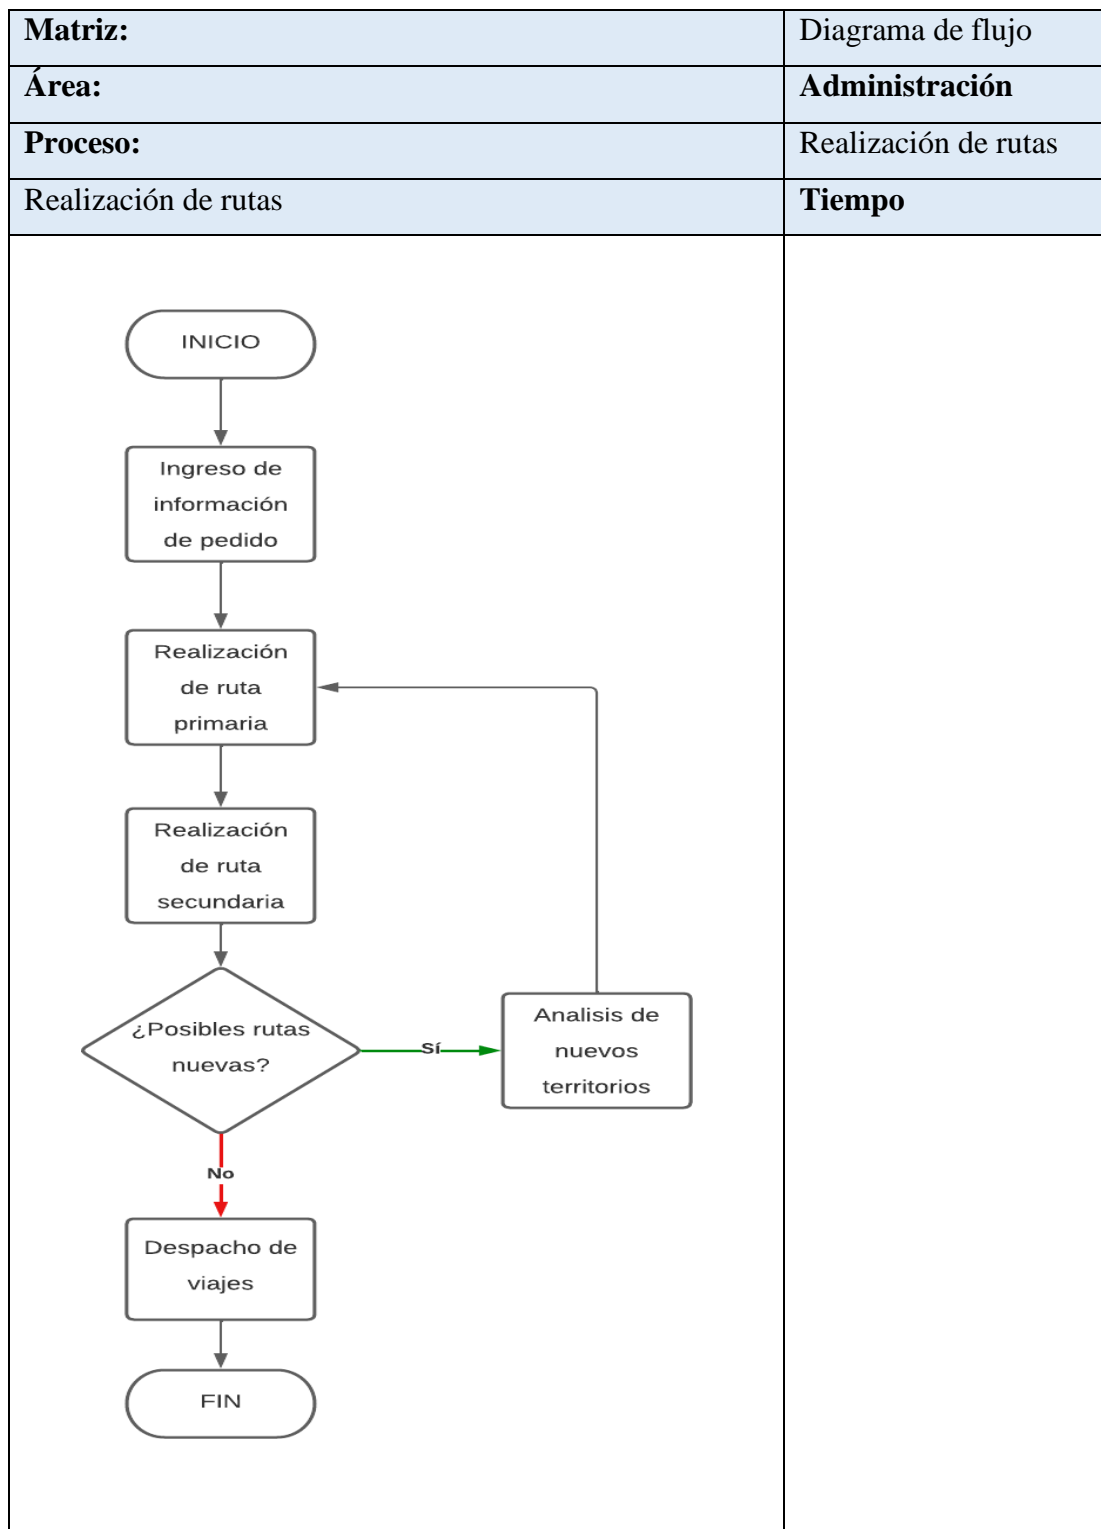 Matriz:
Diagrama de flujo
Área:
Administración
Proceso:
Realización de rutas
Realización de rutas
Tiempo
INICIO
Ingreso de
información
de pedido
Realización
de ruta
primaria
Realización
de ruta
secundaria
¿Posibles rutas
nuevas?
Sí
Analisis de
nuevos
territorios
No
Despacho de
viajes
FIN